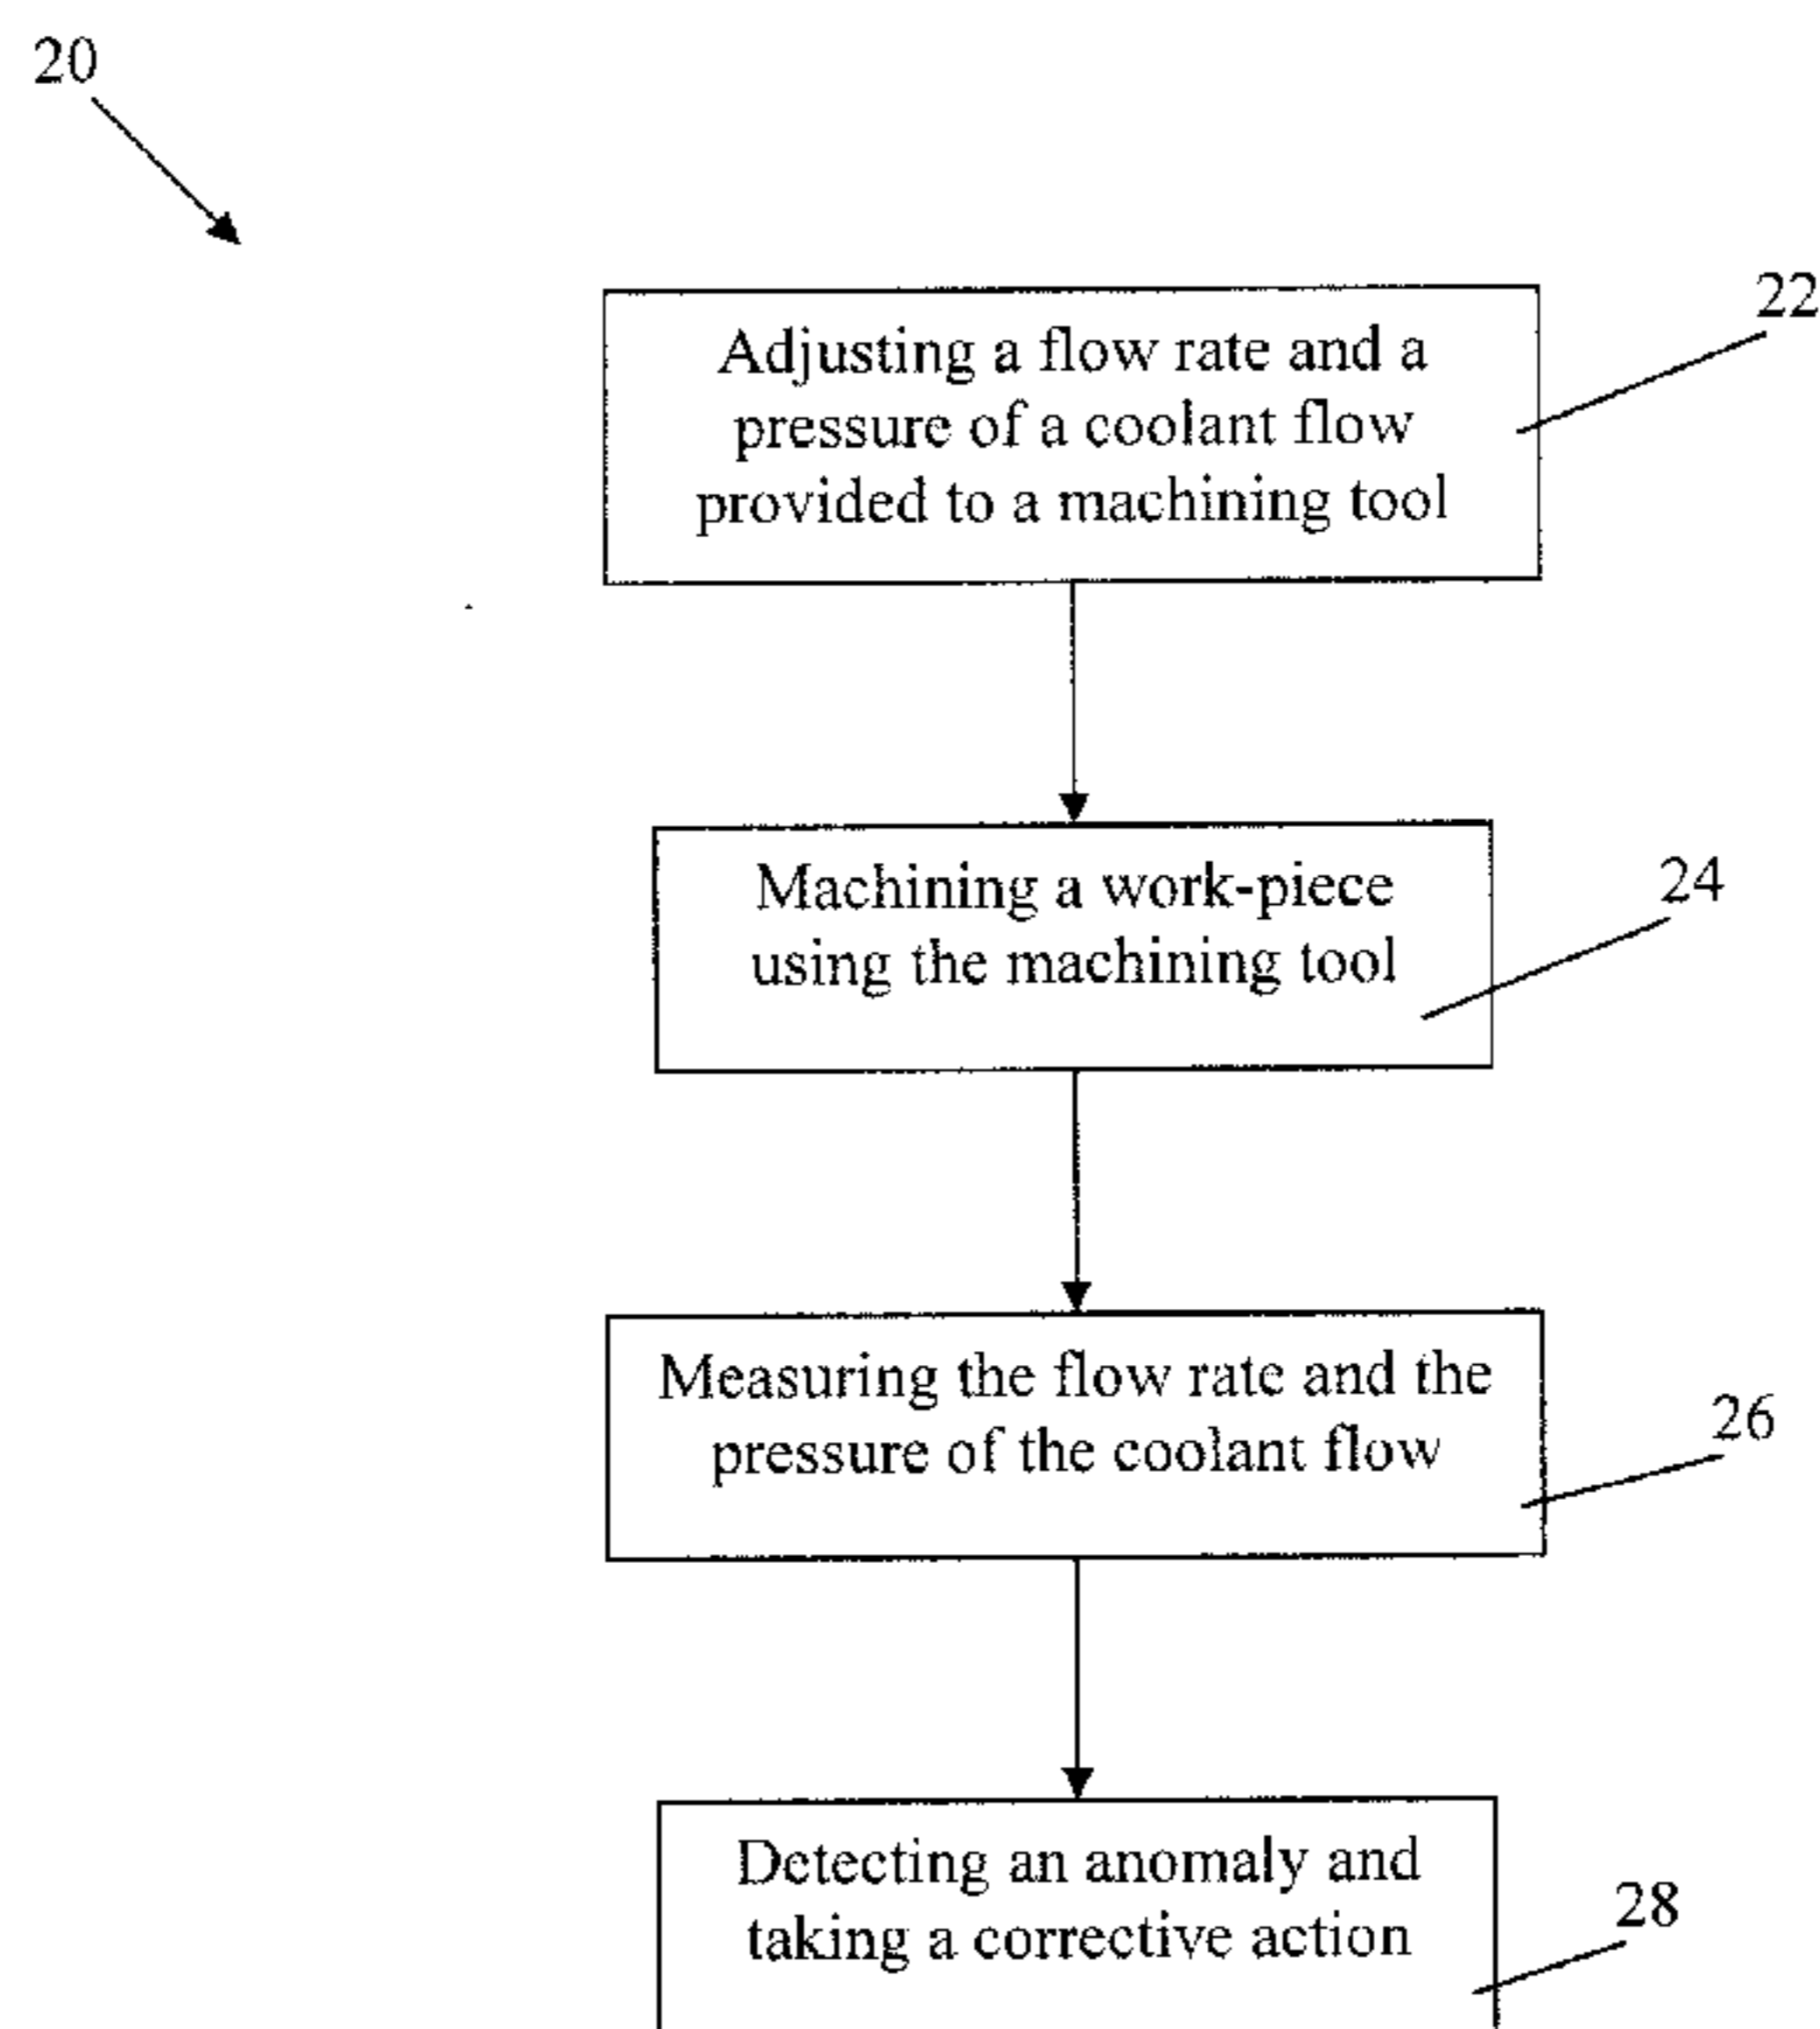 20
22
Adjusting a flow rate and a
pressure of a coolant flow
provided to a machining tool
24
Machining a work-piece
using the machining tool
26
Measuring the flow rate and the
pressure of the coolant flow
28
Detecting an anomaly and
taking a corrective action